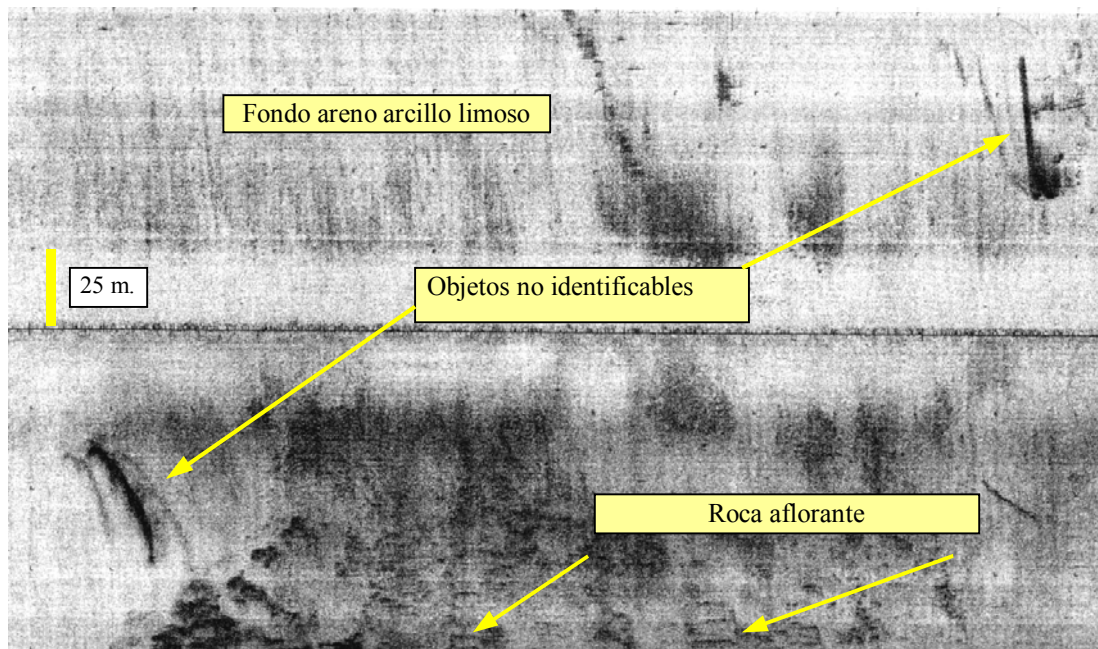 Fondo areno arcillo limoso
25 m.
Objetos no identificables
Roca aflorante